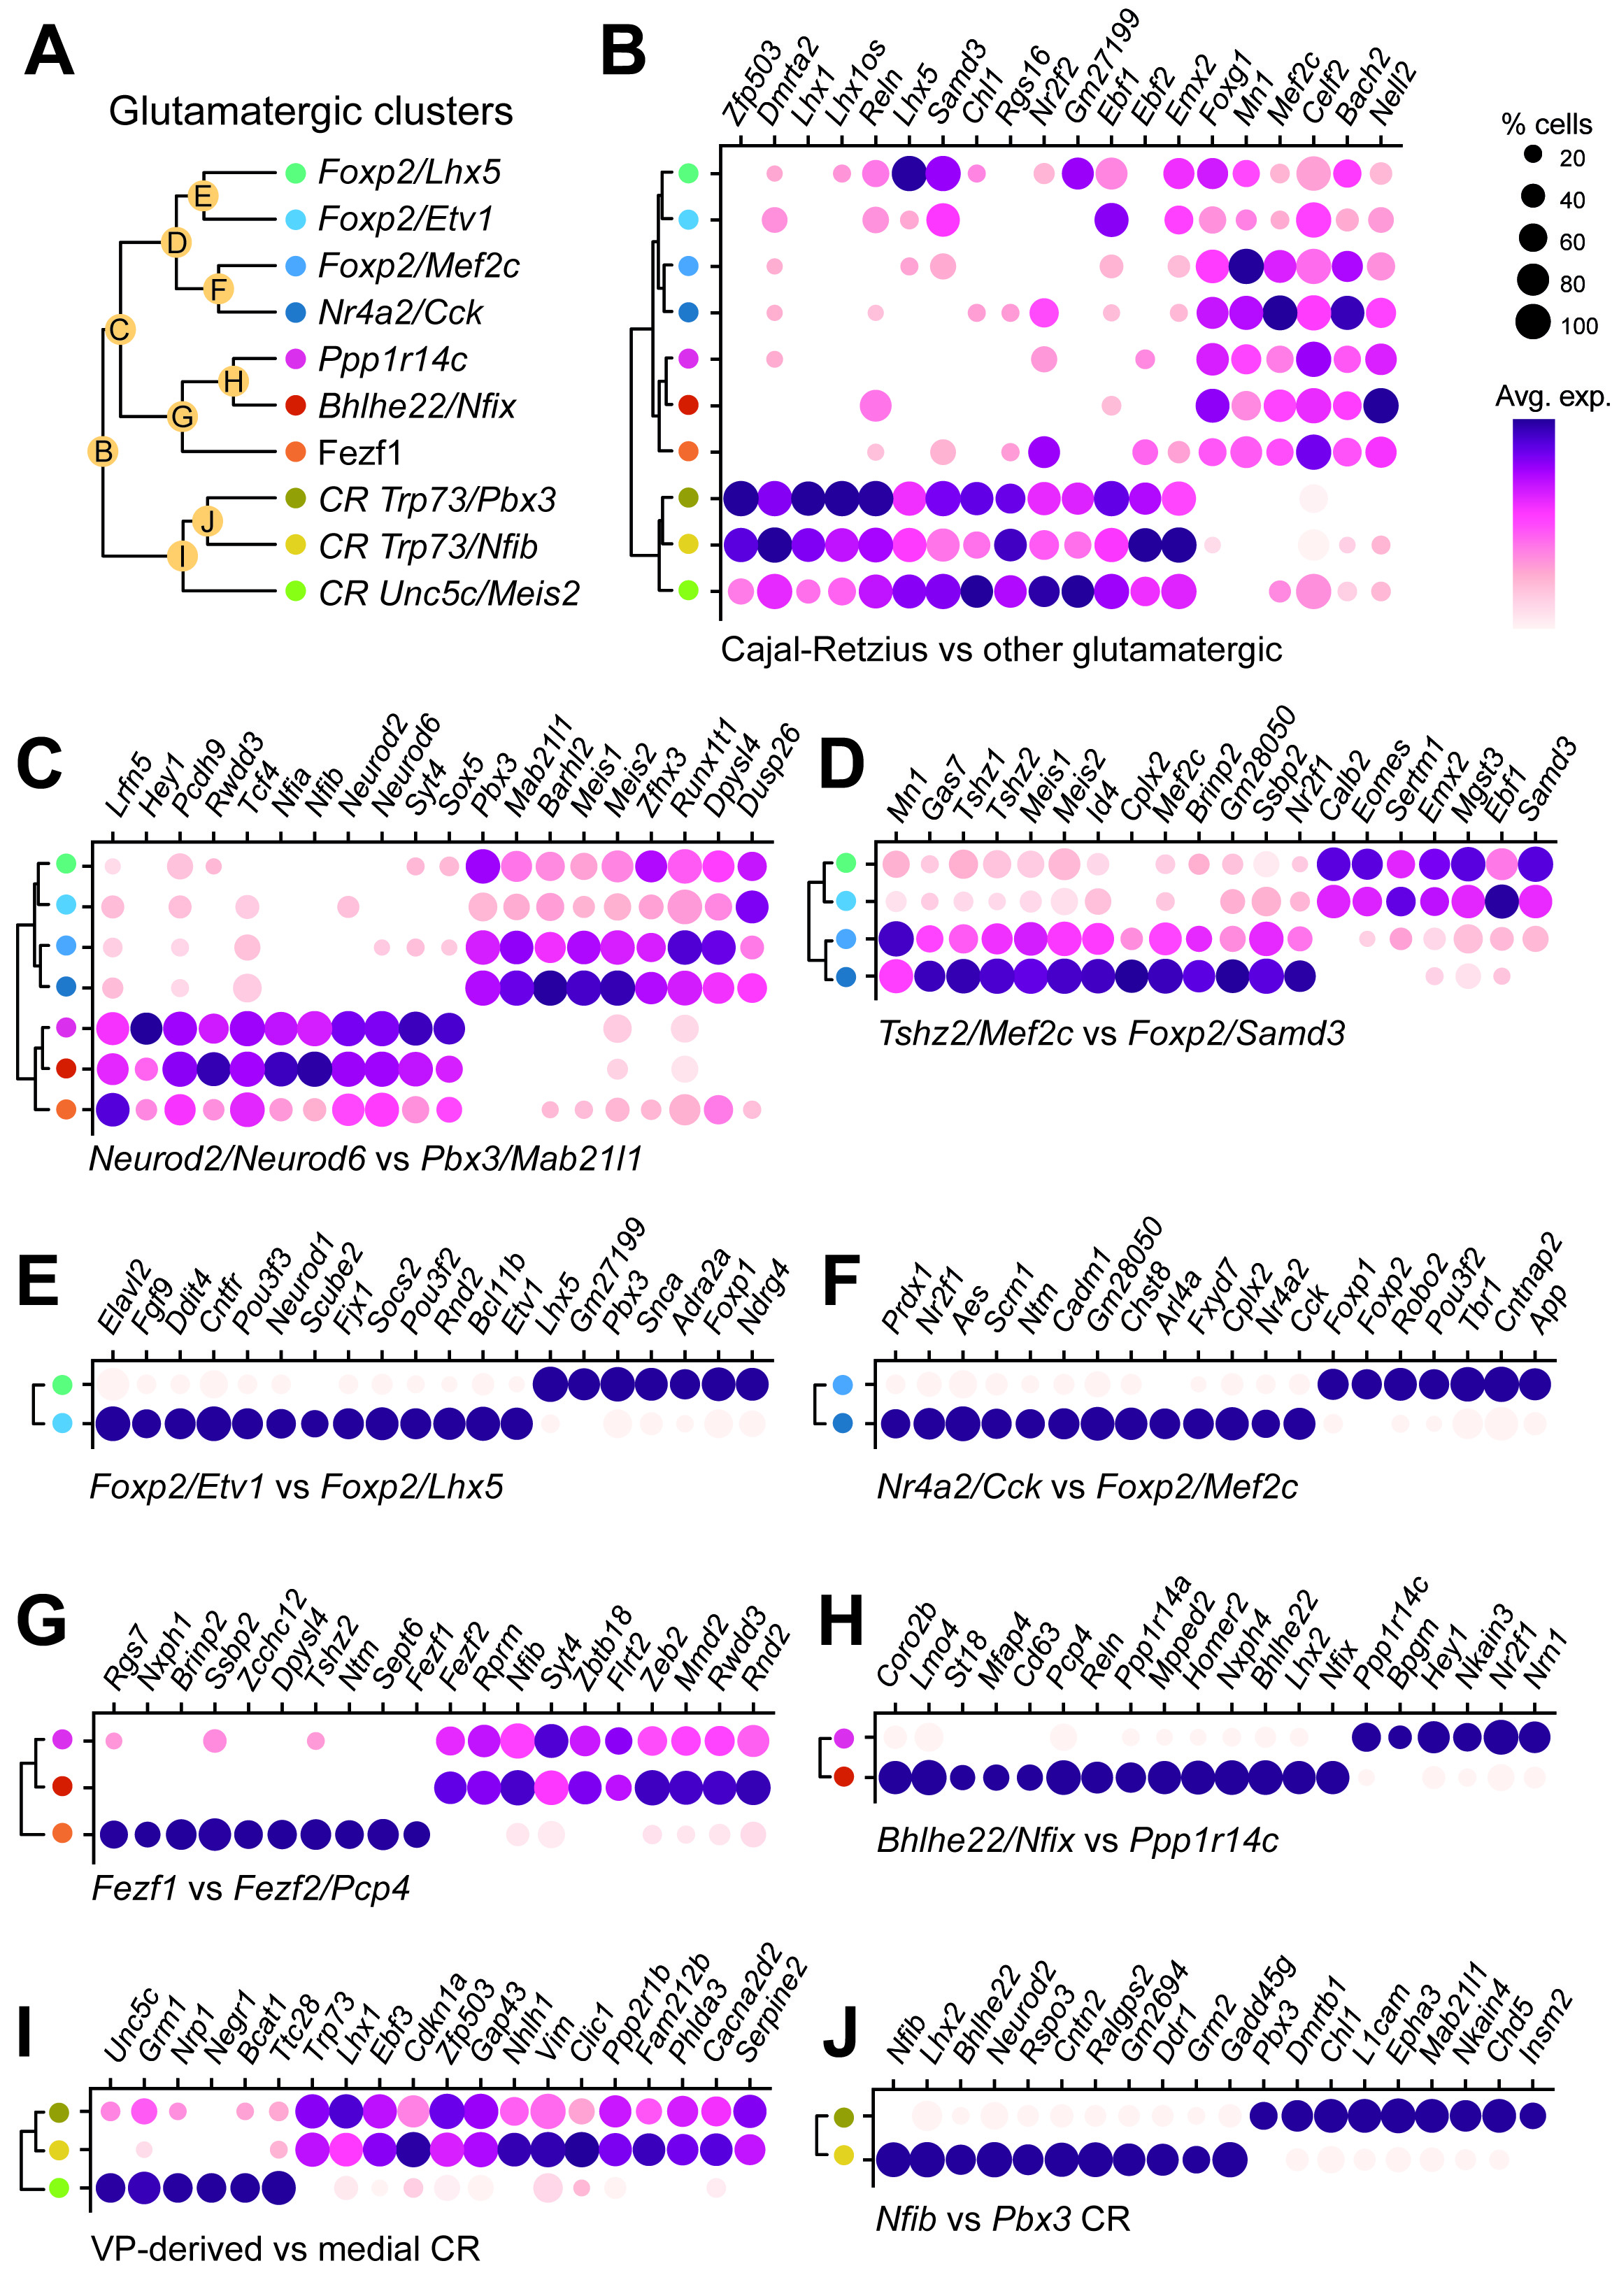 A
Glutamatergic clusters
Foxp2/Lhx5
Foxp2/Etv1
Foxp2/Mef2c
Nr4a2/Cck
Ppp1r14c
Bhlhe22/Nfix
Fezf1
CR Trp73/Pbx3
CR Trp73/Nfib
CR Unc5c/Meis2
E
D
F
C
H
G
B
J
I
B
Zfp503 Dmrta2 Lhx1 Lhx1os Reln Lhx5 Samd3 Chl1 Rgs16 Nr2f2 Gm27199 Ebf1 Ebf2 Emx2 Foxg1 Mn1 Mef2c Celf2 Bach2 Nell2
Cajal-Retzius vs other glutamatergic
% cells
20
40
60
80
100
Avg. exp.
C
Lrfn5 Hey1 Pcdh9 Rwdd3 Tcf4 Nfia Nfib Neurod2 Neurod6 Syt4 Sox5 Pbx3 Mab21l1 Barhl2 Meis1 Meis2 Zfhx3 Runx1t1 Dpysl4 Dusp26
Neurod2/Neurod6 vs Pbx3/Mab21l1
D
Mn1 Gas7 Tshz1 Tshz2 Meis1 Meis2 Id4 Cplx2 Mef2c Brinp2 Gm28050 Ssbp2 Nr2f1 Calb2 Eomes Sertm1 Emx2 Mgst3 Ebf1 Samd3
Tshz2/Mef2c vs Foxp2/Samd3
E
Elavl2 Fgf9 Ddit4 Cntfr Pou3f3 Neurod1 Scube2 Fjx1 Socs2 Pou3f2 Rnd2 Bcl11b Etv1 Lhx5 Gm27199 Pbx3 Snca Adra2a Foxp1 Ndrg4
Foxp2/Etv1 vs Foxp2/Lhx5
F
Prdx1 Nr2f1 Aes Scrn1 Ntm Cadm1 Gm28050 Chst8 Arl4a Fxyd7 Cplx2 Nr4a2 Cck Foxp1 Foxp2 Robo2 Pou3f2 Tbr1 Cntnap2 App
Nr4a2/Cck vs Foxp2/Mef2c
G
Rgs7 Nxph1 Brinp2 Ssbp2 Zcchc12 Dpysl4 Tshz2 Ntm Sept6 Fezf1 Fezf2 Rprm Nfib Syt4 Zbtb18 Flrt2 Zeb2 Mmd2 Rwdd3 Rnd2
Fezf1 vs Fezf2/Pcp4
H
Coro2b Lmo4 St18 Mfap4 Cd63 Pcp4 Reln Ppp1r14a Mpped2 Homer2 Nxph4 Bhlhe22 Lhx2 Nfix Ppp1r14c Bpgm Hey1 Nkain3 Nr2f1 Nrn1
Bhlhe22/Nfix vs Ppp1r14c
I
Unc5c Grm1 Nrp1 Negr1 Bcat1 Ttc28 Trp73 Lhx1 Ebf3 Cdkn1a Zfp503 Gap43 Nhlh1 Vim Clic1 Ppp2r1b Fam212b Phlda3 Cacna2d2 Serpine2
VP-derived vs medial CR
J
Nfib Lhx2 Bhlhe22 Neurod2 Rspo3 Cntn2 Ralgps2 Gm2694 Ddr1 Grm2 Gadd45g Pbx3 Dmrtb1 Chl1 L1cam Epha3 Mab21l1 Nkain4 Chd5 Insm2
Nfib vs Pbx3 CR